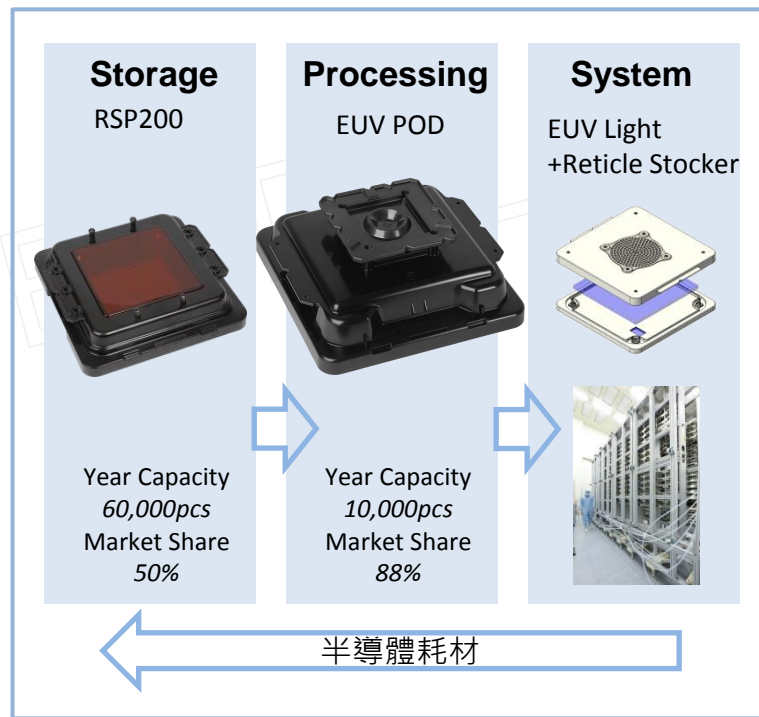 Storage
RSP200
Year Capacity
60,000pcs
Market Share
50%
Processing
EUV POD
Year Capacity
10,000pcs
Market Share
88%
System
EUV Light
+Reticle Stocker
半導體耗材